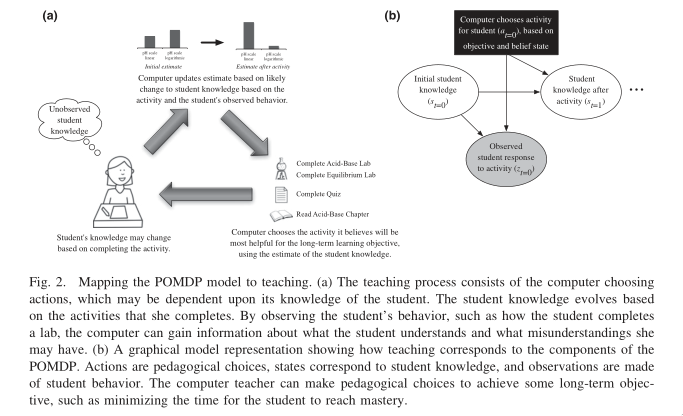 (a)
pH scale linear
pH scale logarithmic
Initial estimate
pH scale linear
pH scale logarithmic
Estimate after activity
Computer updates estimate based on likely
change to student knowledge based on the
activity and the student's observed behavior.
Unobserved
student
knowledge
Complete Acid-Base Lab
Complete Equilibrium Lab
Complete Quiz
Read Acid-Base Chapter
Student's knowledge may change
based on completing the activity.
Computer chooses the activity it believes will be
most helpful for the long-term learning objective,
using the estimate of the student knowledge.
(b)
Computer chooses activity
for student (a_t=0), based on
objective and belief state
Initial student
knowledge
(s_t=0)
Student
knowledge after
activity (s_t=1)
Observed
student response
to activity (z_t=0)
Fig. 2. Mapping the POMDP model to teaching. (a) The teaching process consists of the computer choosing
actions, which may be dependent upon its knowledge of the student. The student knowledge evolves based
on the activities that she completes. By observing the student's behavior, such as how the student completes
a lab, the computer can gain information about what the student understands and what misunderstandings she
may have. (b) A graphical model representation showing how teaching corresponds to the components of the
POMDP. Actions are pedagogical choices, states correspond to student knowledge, and observations are made
of student behavior. The computer teacher can make pedagogical choices to achieve some long-term objec-
tive, such as minimizing the time for the student to reach mastery.